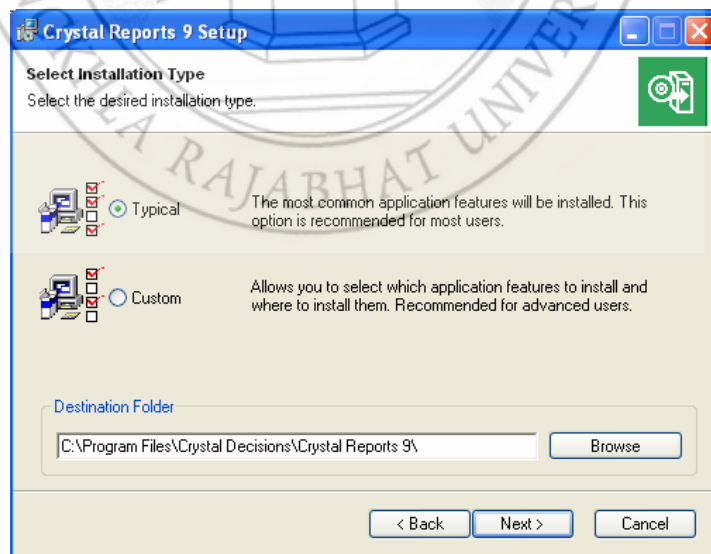 Crystal Reports 9 Setup
Select Installation Type
Select the desired installation type.
RAJABHAT
Typical
The most common application features will be installed. This
option is recommended for most users.
Custom
Allows you to select which application features to install and
where to install them. Recommended for advanced users.
Destination Folder
C:\Program Files\Crystal Decisions\Crystal Reports 9\
Browse
< Back
Next >
Cancel